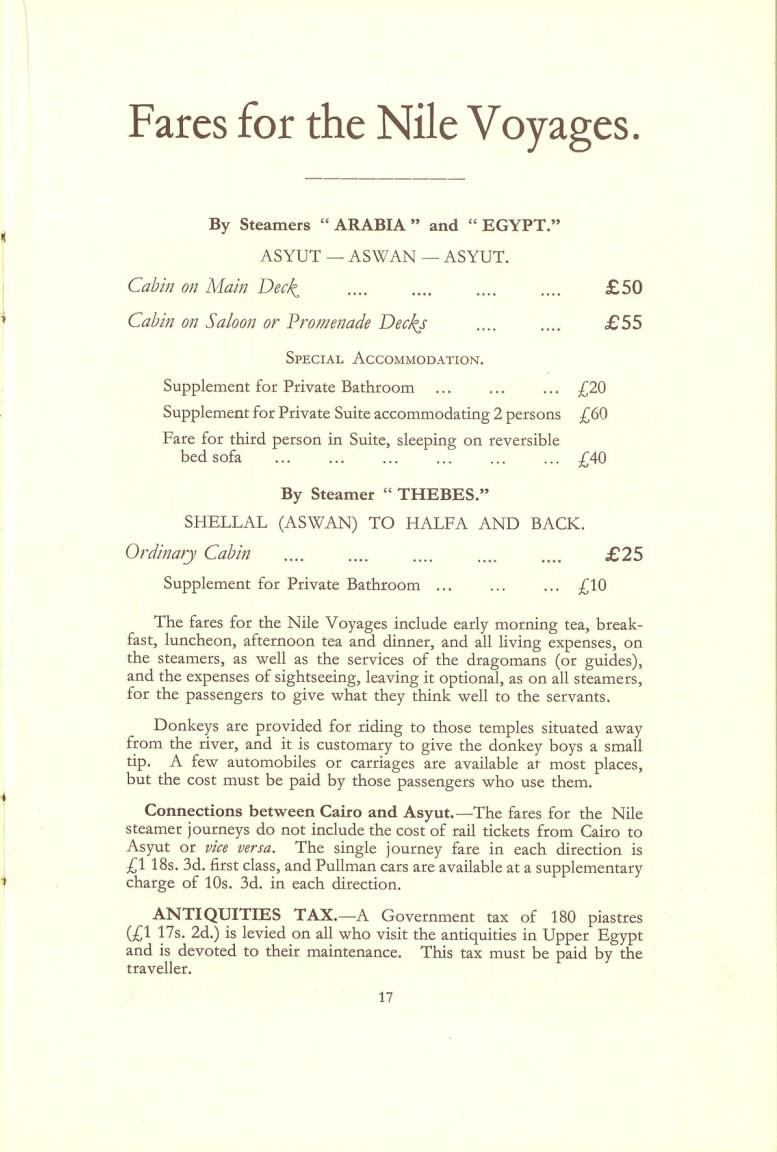 Fares for the Nile Voyages.
By Steamers “ ARABIA ” and “ EGYPT.”
ASYUT — ASWAN — ASYUT.
Cabin on Main Deck .... .... .... .... £50
Cabin on Saloon or Promenade Decks .... .... £55
SPECIAL ACCOMMODATION.
Supplement for Private Bathroom ... ... ... £20
Supplement for Private Suite accommodating 2 persons £60
Fare for third person in Suite, sleeping on reversible
bed sofa ... ... ... ... ... ... £40
By Steamer “ THEBES.”
SHELLAL (ASWAN) TO HALFA AND BACK.
Ordinary Cabin .... .... .... .... .... £25
Supplement for Private Bathroom ... ... ... £10
The fares for the Nile Voyages include early morning tea, break-
fast, luncheon, afternoon tea and dinner, and all living expenses, on
the steamers, as well as the services of the dragomans (or guides),
and the expenses of sightseeing, leaving it optional, as on all steamers,
for the passengers to give what they think well to the servants.
Donkeys are provided for riding to those temples situated away
from the river, and it is customary to give the donkey boys a small
tip. A few automobiles or carriages are available at most places,
but the cost must be paid by those passengers who use them.
Connections between Cairo and Asyut.—The fares for the Nile
steamer journeys do not include the cost of rail tickets from Cairo to
Asyut or vice versa. The single journey fare in each direction is
£1 18s. 3d. first class, and Pullman cars are available at a supplementary
charge of 10s. 3d. in each direction.
ANTIQUITIES TAX.—A Government tax of 180 piastres
(£1 17s. 2d.) is levied on all who visit the antiquities in Upper Egypt
and is devoted to their maintenance. This tax must be paid by the
traveller.
17